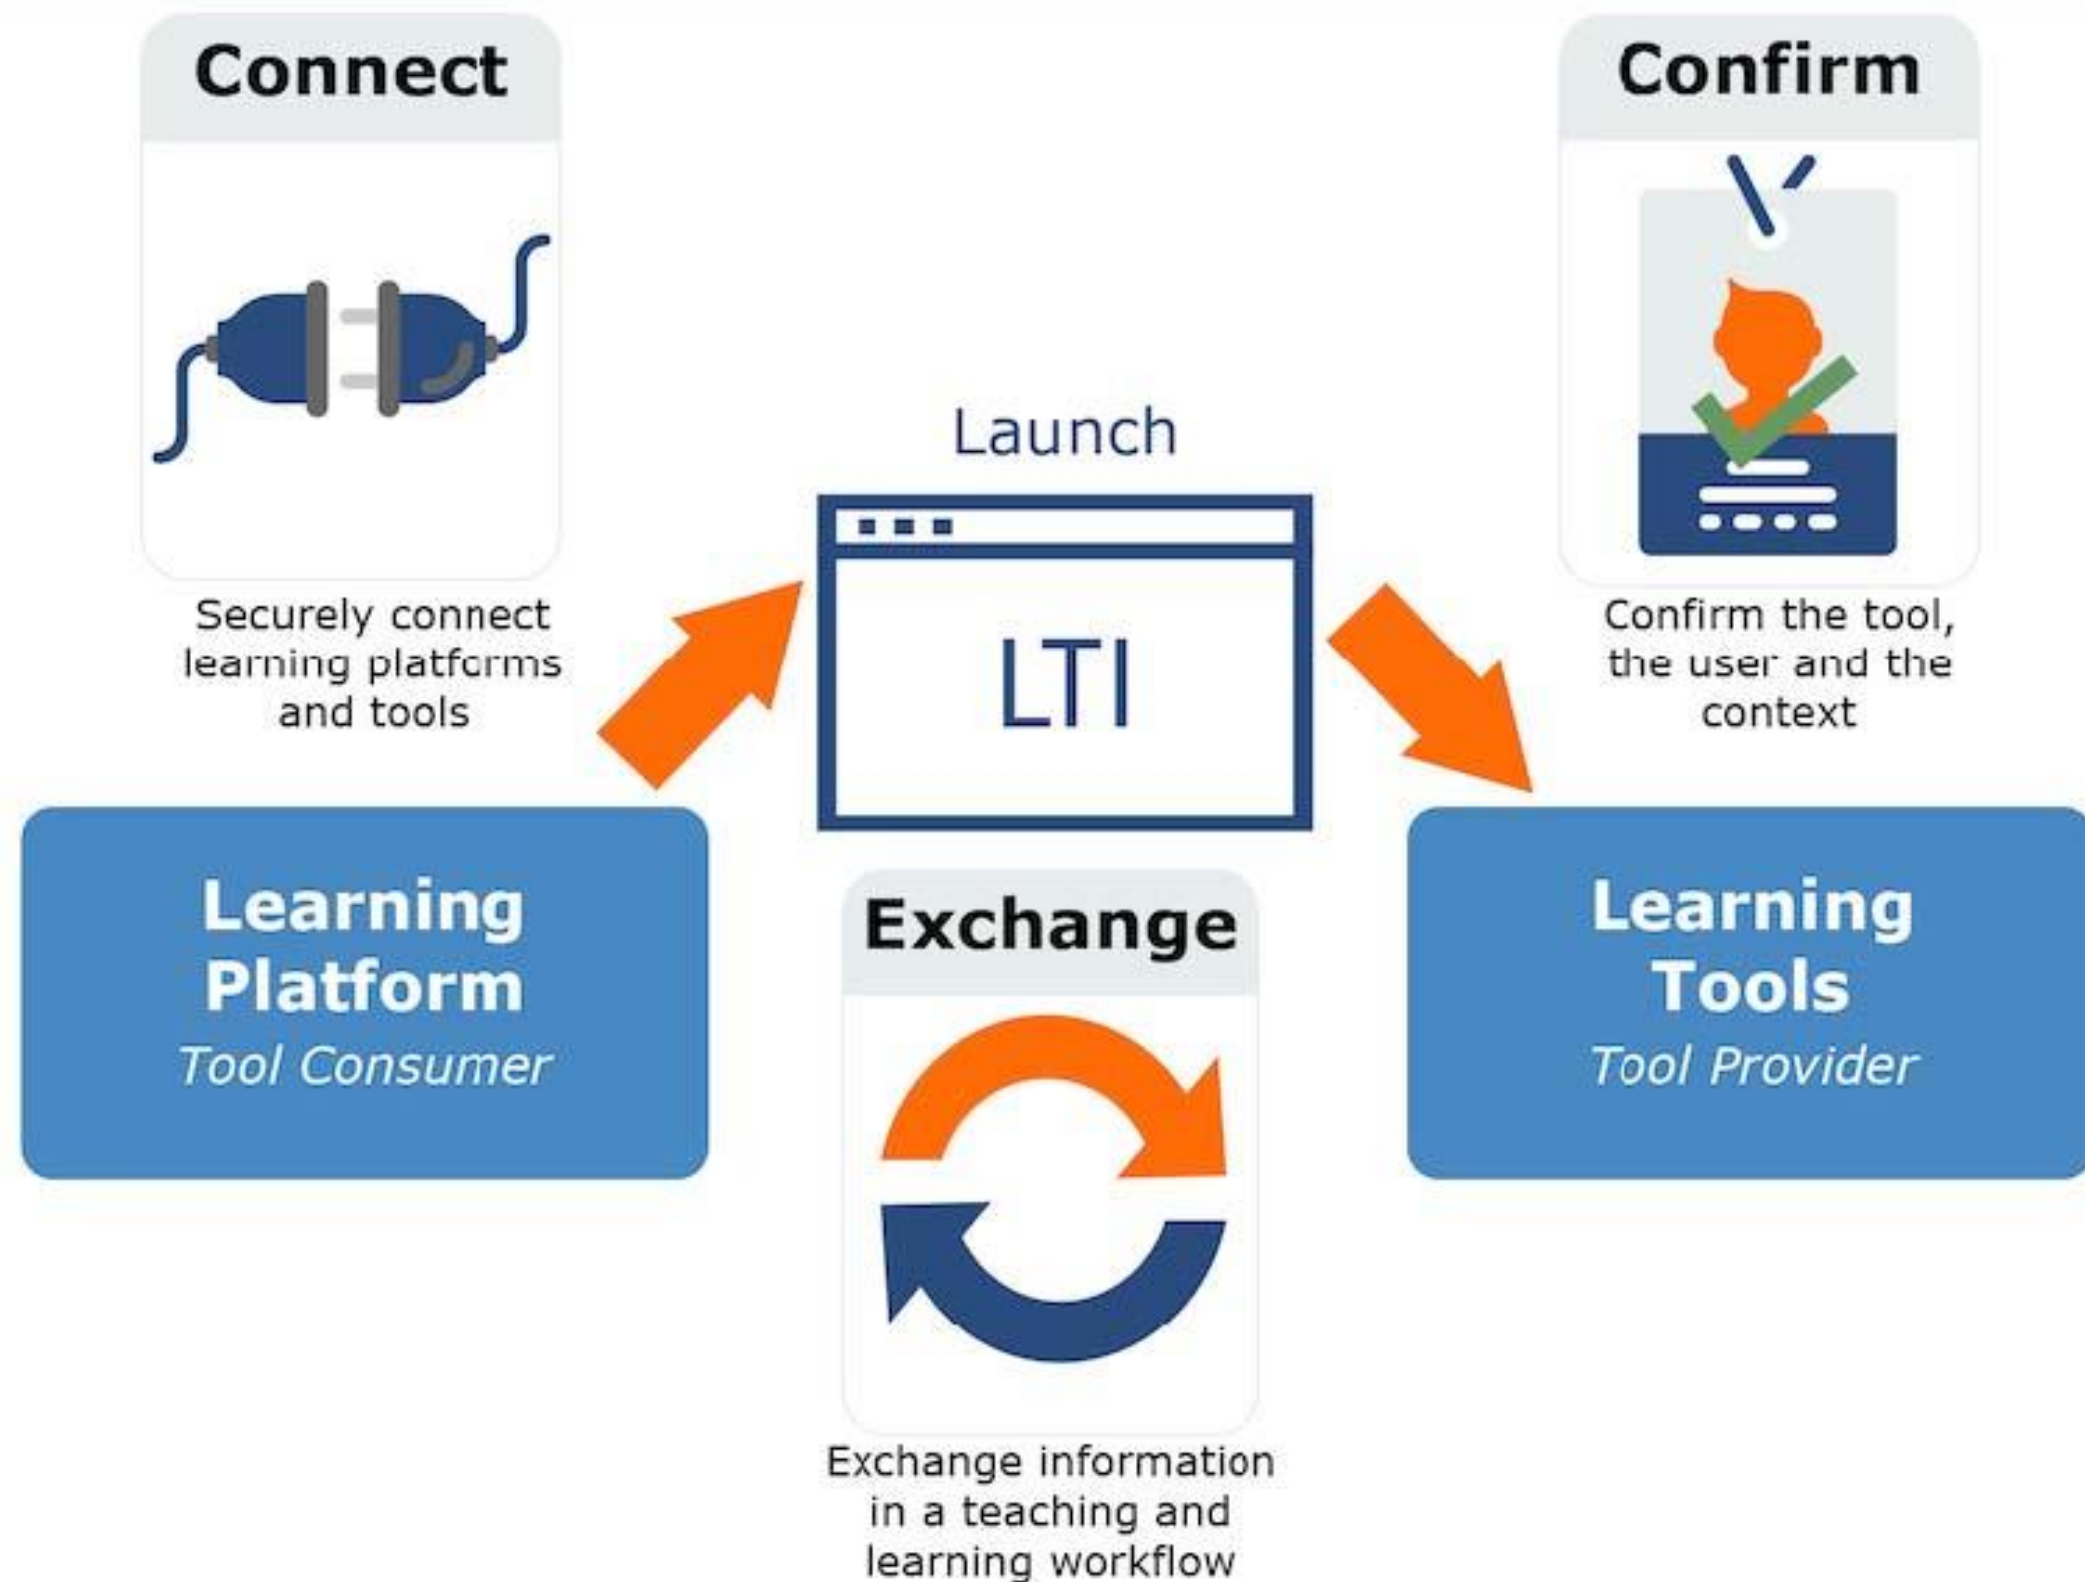 Connect
Securely connect
learning platforms
and tools
Confirm
Confirm the tool,
the user and the
context
Launch
LTI
Learning
Platform
Tool Consumer
Learning
Tools
Tool Provider
Exchange
Exchange information
in a teaching and
learning workflow